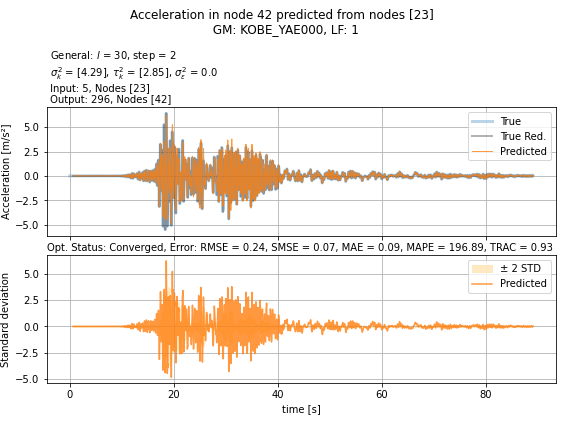 Acceleration in node 42 predicted from nodes [23]
GM: KOBE_YAE000, LF: 1
General: l = 30, step = 2
σ²ₖ = [4.29], τ²ₖ = [2.85], σ²ε = 0.0
Input: 5, Nodes [23]
Output: 296, Nodes [42]
Acceleration [m/s²]
5.0
2.5
0.0
−2.5
−5.0
True
True Red.
Predicted
Opt. Status: Converged, Error: RMSE = 0.24, SMSE = 0.07, MAE = 0.09, MAPE = 196.89, TRAC = 0.93
Standard deviation
5.0
2.5
0.0
−2.5
−5.0
± 2 STD
Predicted
0 20 40 60 80
time [s]